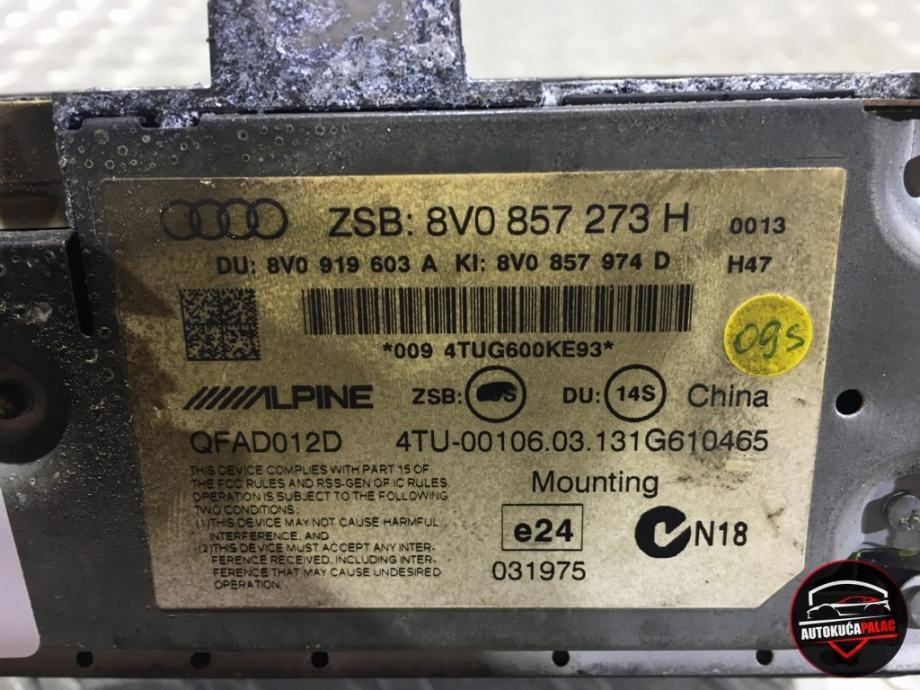 ZSB: 8V0 857 273 H 0013
DU: 8V0 919 603 A KI: 8V0 857 974 D H47
*009 4TUG600KE93*
09s
ALPINE ZSB: DU: 14S China
QFAD012D 4TU-00106.03.131G610465
THIS DEVICE COMPLIES WITH PART 15 OF
THE FCC RULES AND RSS-GEN OF IC RULES.
OPERATION IS SUBJECT TO THE FOLLOWING
TWO CONDITIONS:
(1)THIS DEVICE MAY NOT CAUSE HARMFUL
INTERFERENCE, AND
(2)THIS DEVICE MUST ACCEPT ANY INTER-
FERENCE RECEIVED, INCLUDING INTER-
FERENCE THAT MAY CAUSE UNDESIRED
OPERATION.
Mounting
e24
031975
N18
AUTOKUĆAPALAC